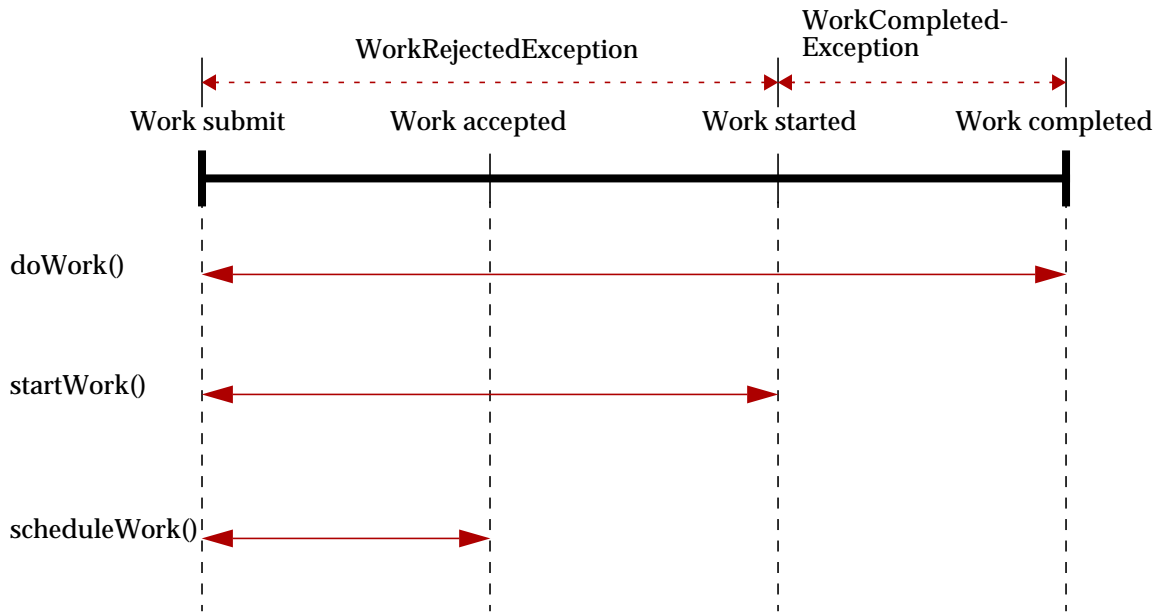 WorkCompleted-
Exception
WorkRejectedException
Work submit
Work accepted
Work started
Work completed
doWork()
startWork()
scheduleWork()